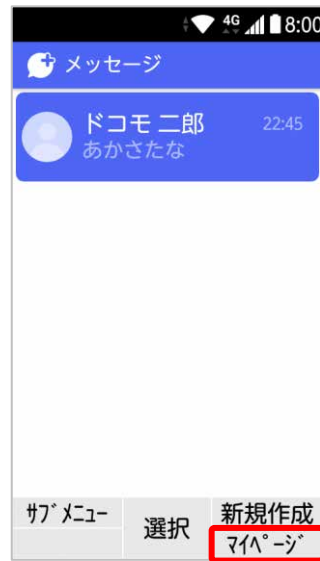 4G 8:00
メッセージ
ドコモ 二郎 22:45
あかさたな
ｻﾌﾞﾒﾆｭｰ 選択 新規作成
ﾏｲﾍﾟｰｼﾞ